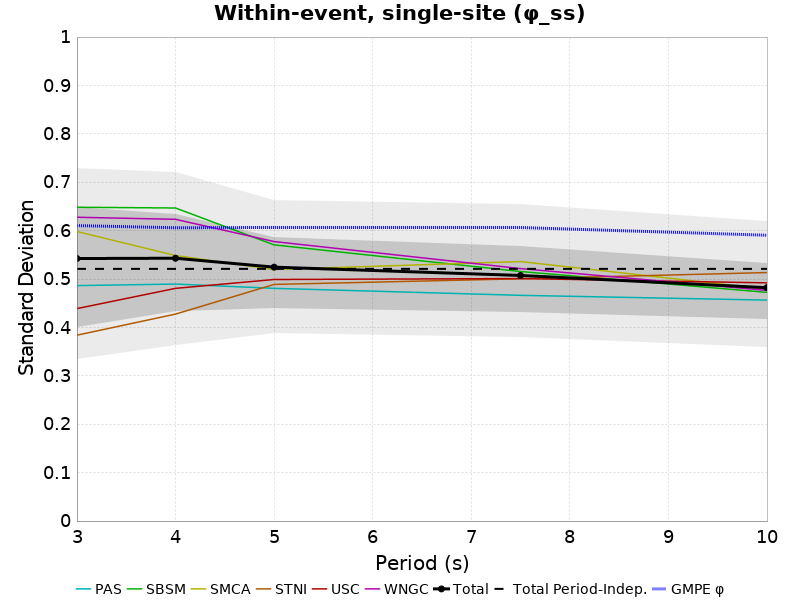 Within-event, single-site (φ_ss)
Standard Deviation
1
0.9
0.8
0.7
0.6
0.5
0.4
0.3
0.2
0.1
0
3 4 5 6 7 8 9 10
Period (s)
PAS SBSM SMCA STNI USC WNGC Total Total Period-Indep. GMPE φ